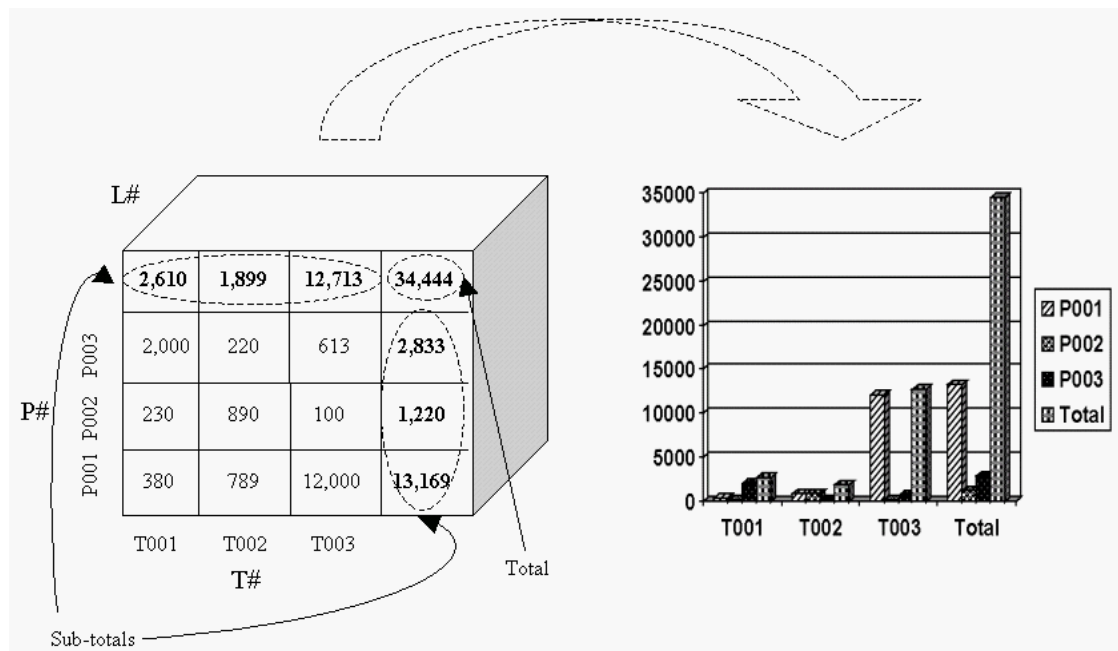 L#
2,610 1,899 12,713 34,444
P003 2,000 220 613 2,833
P# P002 230 890 100 1,220
P001 380 789 12,000 13,169
T001 T002 T003
T#
Total
Sub-totals
35000
30000
25000
20000
15000
10000
5000
0
T001 T002 T003 Total
P001
P002
P003
Total